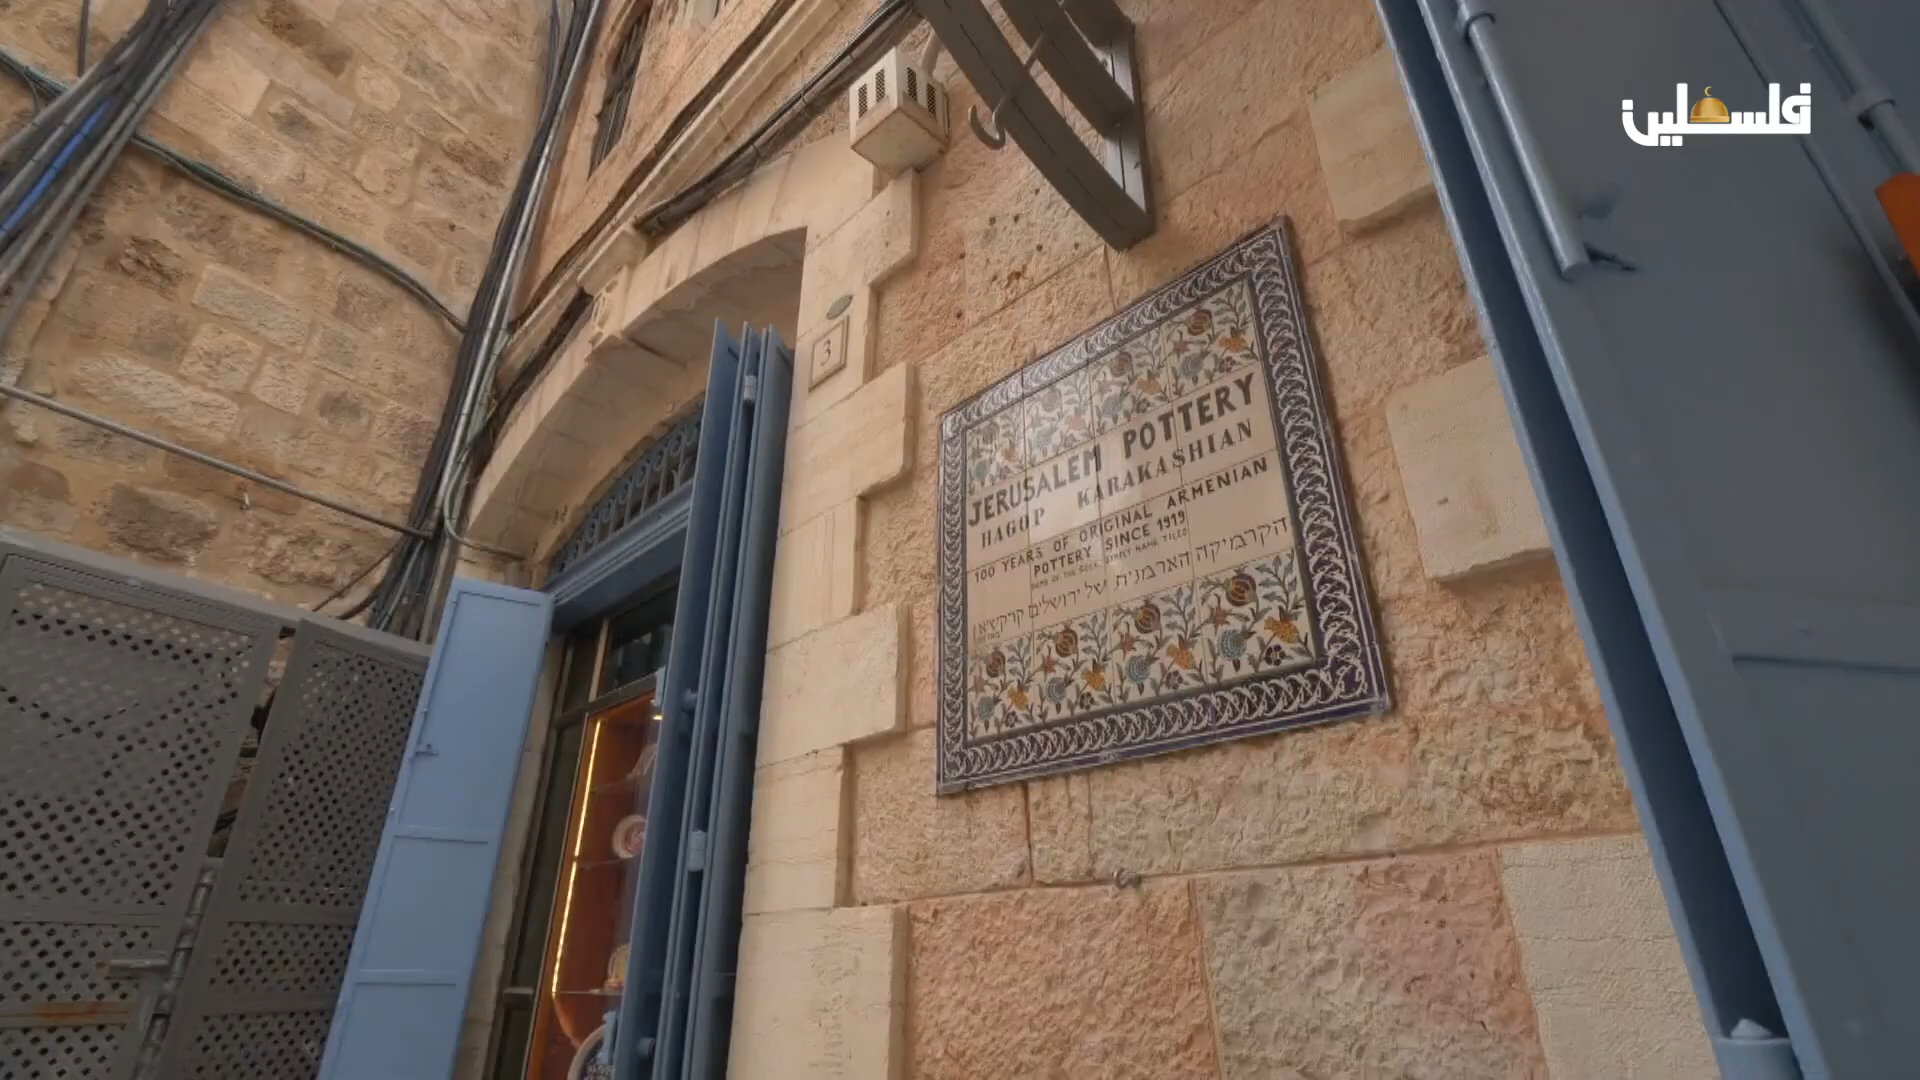 فلسطين
3
JERUSALEM POTTERY
HAGOP KARAKASHIAN
100 YEARS OF ORIGINAL ARMENIAN
POTTERY SINCE 1919
הקרמיקה הארמנית של ירושלים